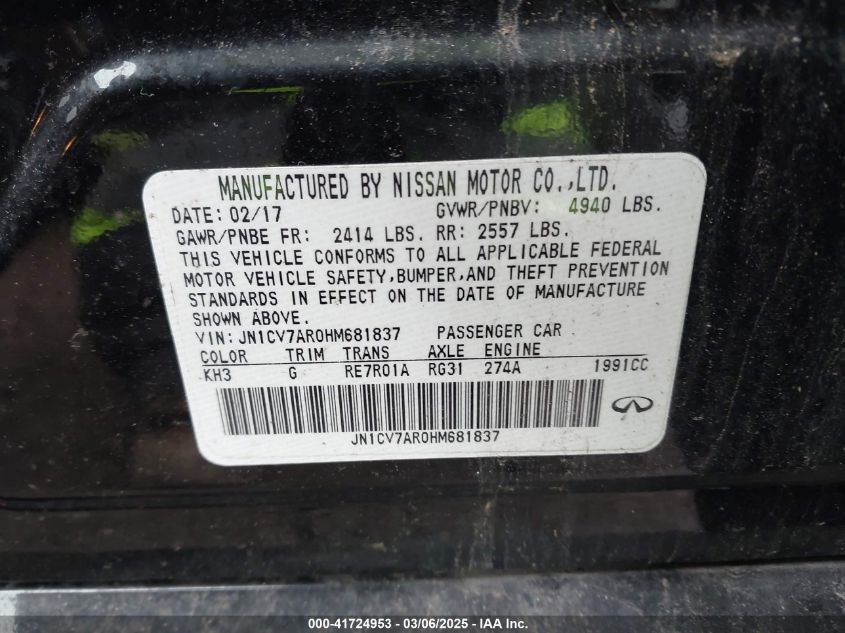 MANUFACTURED BY NISSAN MOTOR CO.,LTD.
DATE: 02/17 GVWR/PNBV: 4940 LBS.
GAWR/PNBE FR: 2414 LBS. RR: 2557 LBS.
THIS VEHICLE CONFORMS TO ALL APPLICABLE FEDERAL
MOTOR VEHICLE SAFETY,BUMPER,AND THEFT PREVENTION
STANDARDS IN EFFECT ON THE DATE OF MANUFACTURE
SHOWN ABOVE.
VIN: JN1CV7AR0HM681837 PASSENGER CAR
COLOR TRIM TRANS AXLE ENGINE
KH3 G RE7R01A RG31 274A 1991CC
JN1CV7AR0HM681837
000-41724953 - 03/06/2025 - IAA Inc.